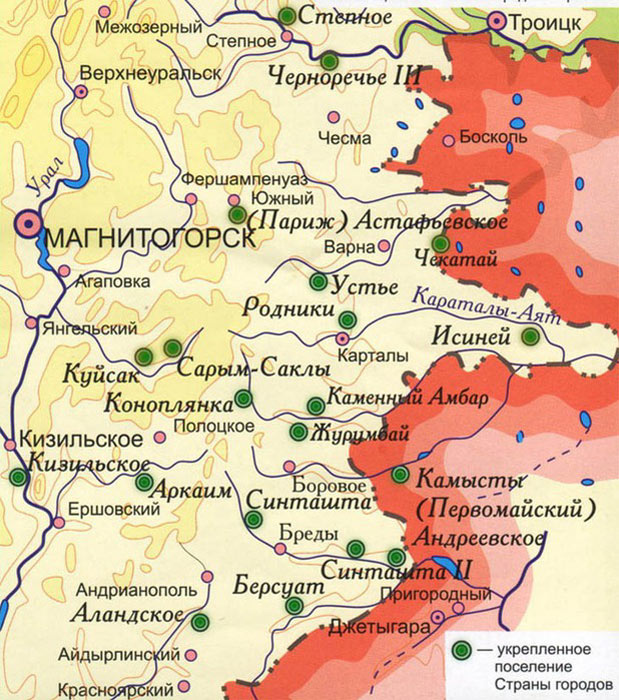 Межозерный
Степное
Троицк
Степное
Черноречье III
Верхнеуральск
Чесма
Босколь
Урал
Фершампенуаз
Южный
(Париж) Астафьевское
МАГНИТОГОРСК
Варна
Чекатай
Агаповка
Устье
Караталы-Аят
Родники
Янгельский
Исиней
Карталы
Куйсак
Сарым-Саклы
Коноплянка
Каменный Амбар
Полоцкое
Журумбай
Кизильское
Кизильское
Боровое
Камысты
Аркаим
(Первомайский)
Синташта
Ершовский
Бреды
Андреевское
Синташта II
Андрианополь
Берсуат
Пригородный
Аландское
Джетыгара
Айдырлинский
Красноярский
— укрепленное
поселение
Страны городов